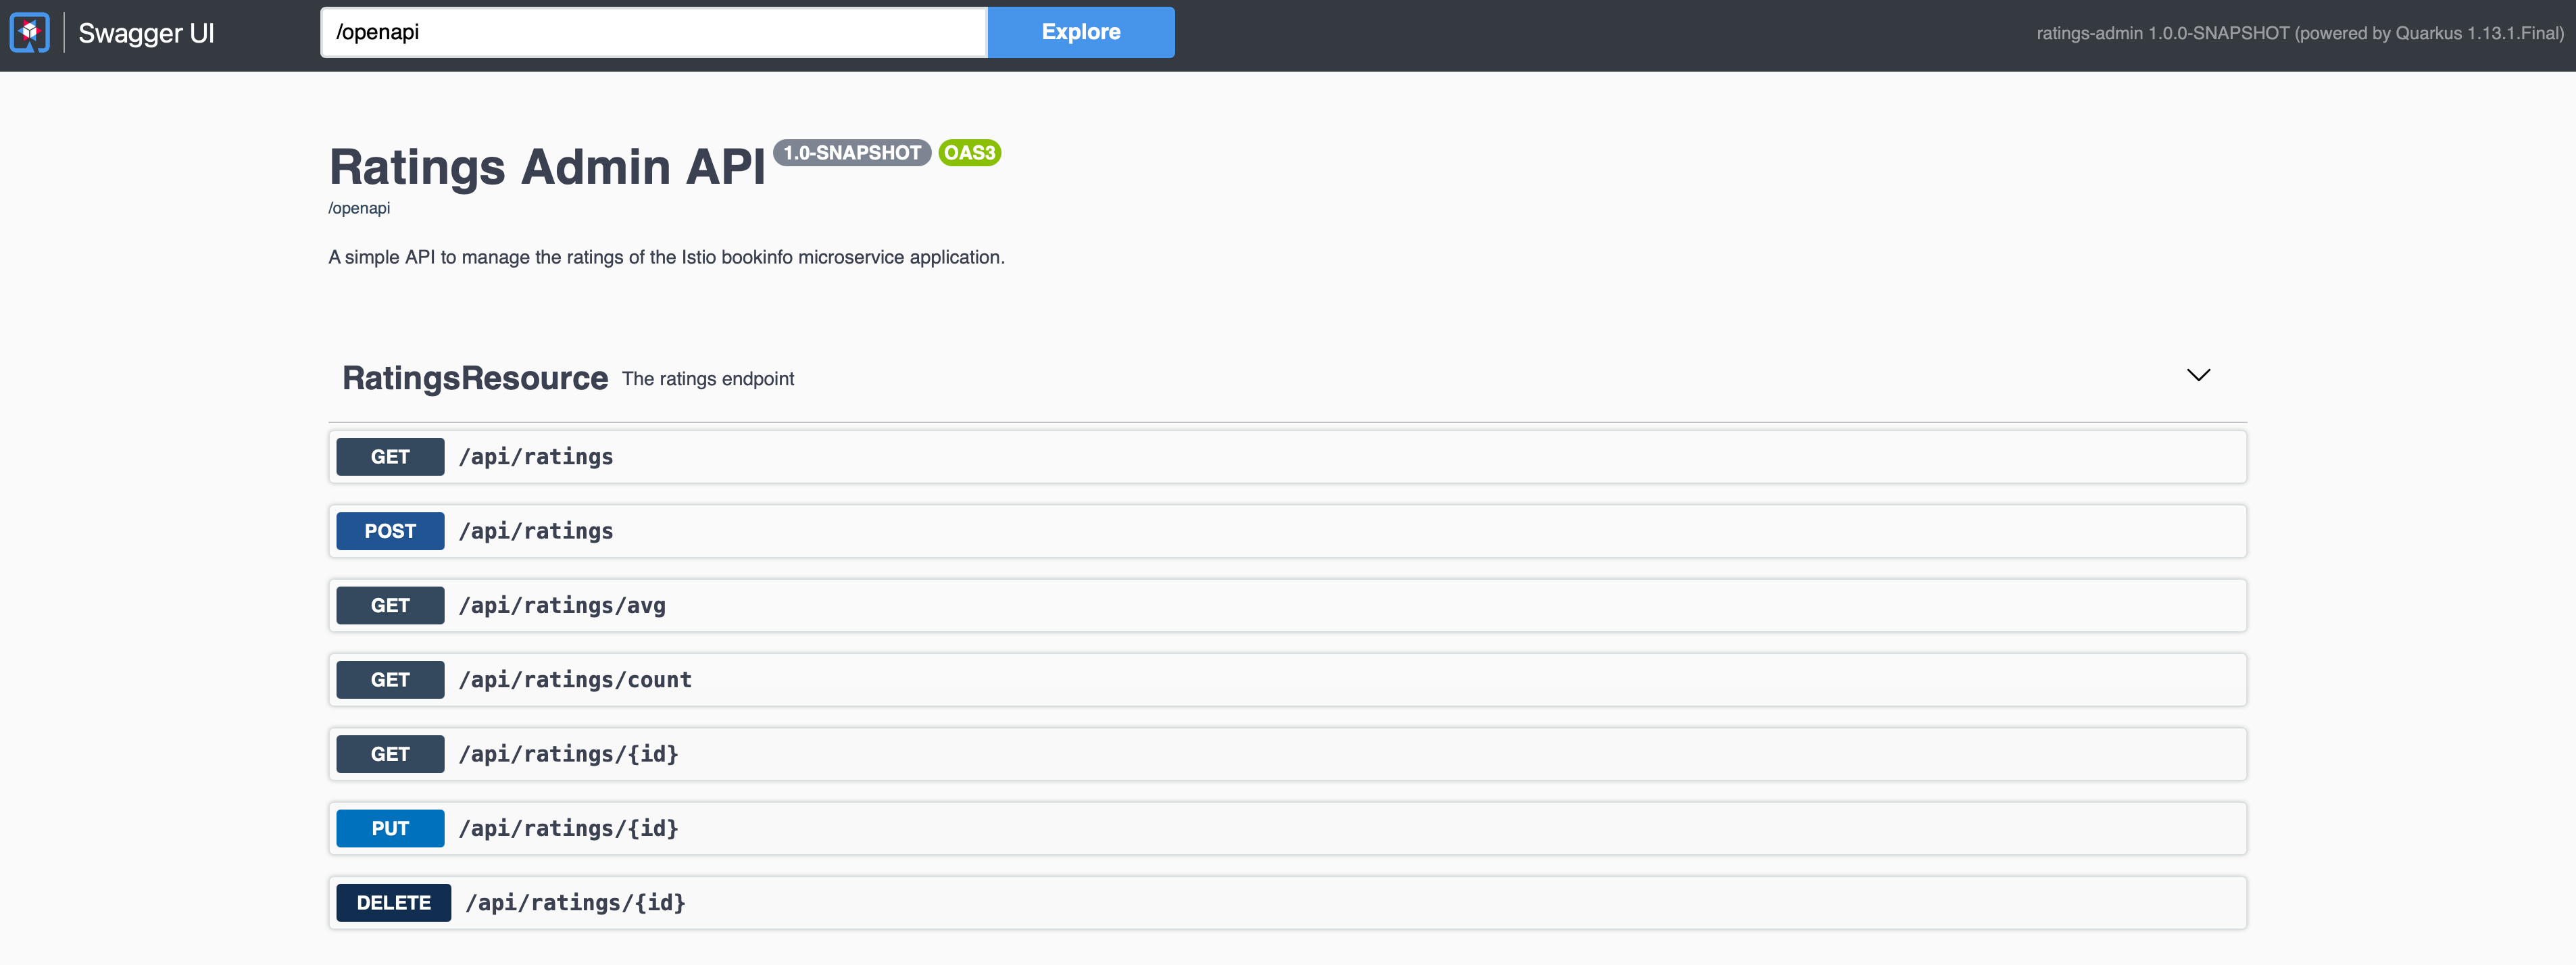 Swagger UI
/openapi
Explore
ratings-admin 1.0.0-SNAPSHOT (powered by Quarkus 1.13.1.Final)
Ratings Admin API 1.0-SNAPSHOT OAS3
/openapi
A simple API to manage the ratings of the Istio bookinfo microservice application.
RatingsResource The ratings endpoint
GET /api/ratings
POST /api/ratings
GET /api/ratings/avg
GET /api/ratings/count
GET /api/ratings/{id}
PUT /api/ratings/{id}
DELETE /api/ratings/{id}